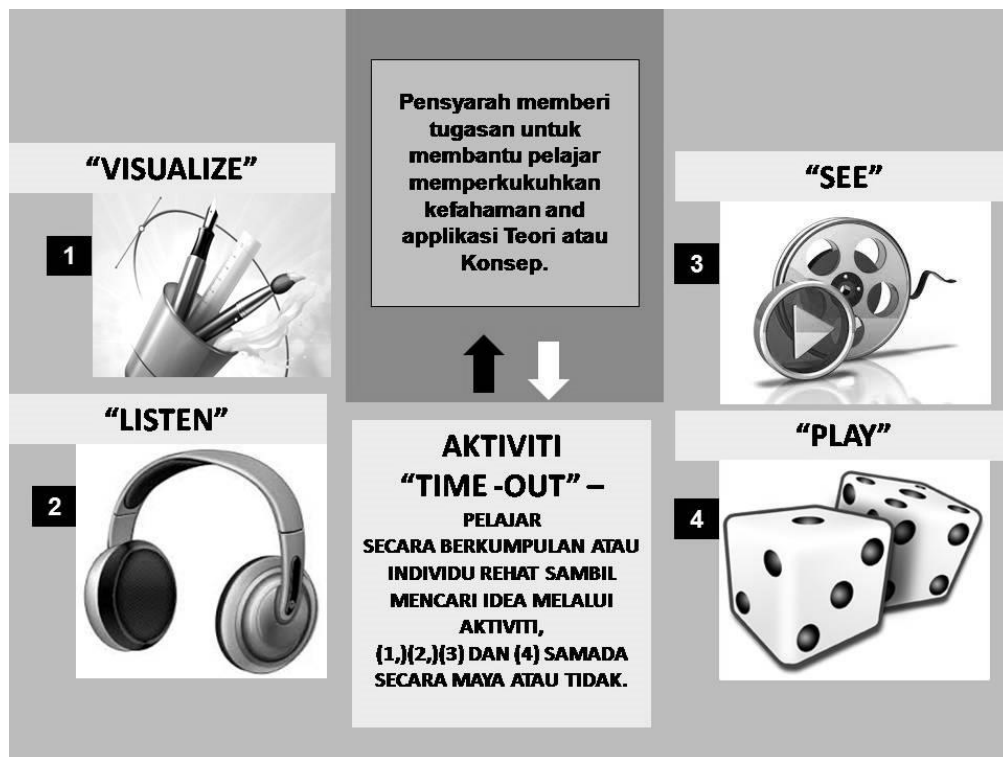 Pensyarah memberi
tugasan untuk
membantu pelajar
memperkukuhkan
kefahaman and
applikasi Teori atau
Konsep.
"VISUALIZE"
1
"LISTEN"
2
"SEE"
3
"PLAY"
4
AKTIVITI
"TIME -OUT" –
PELAJAR
SECARA BERKUMPULAN ATAU
INDIVIDU REHAT SAMBIL
MENCARI IDEA MELALUI
AKTIVITI,
(1,)(2,)(3) DAN (4) SAMADA
SECARA MAYA ATAU TIDAK.